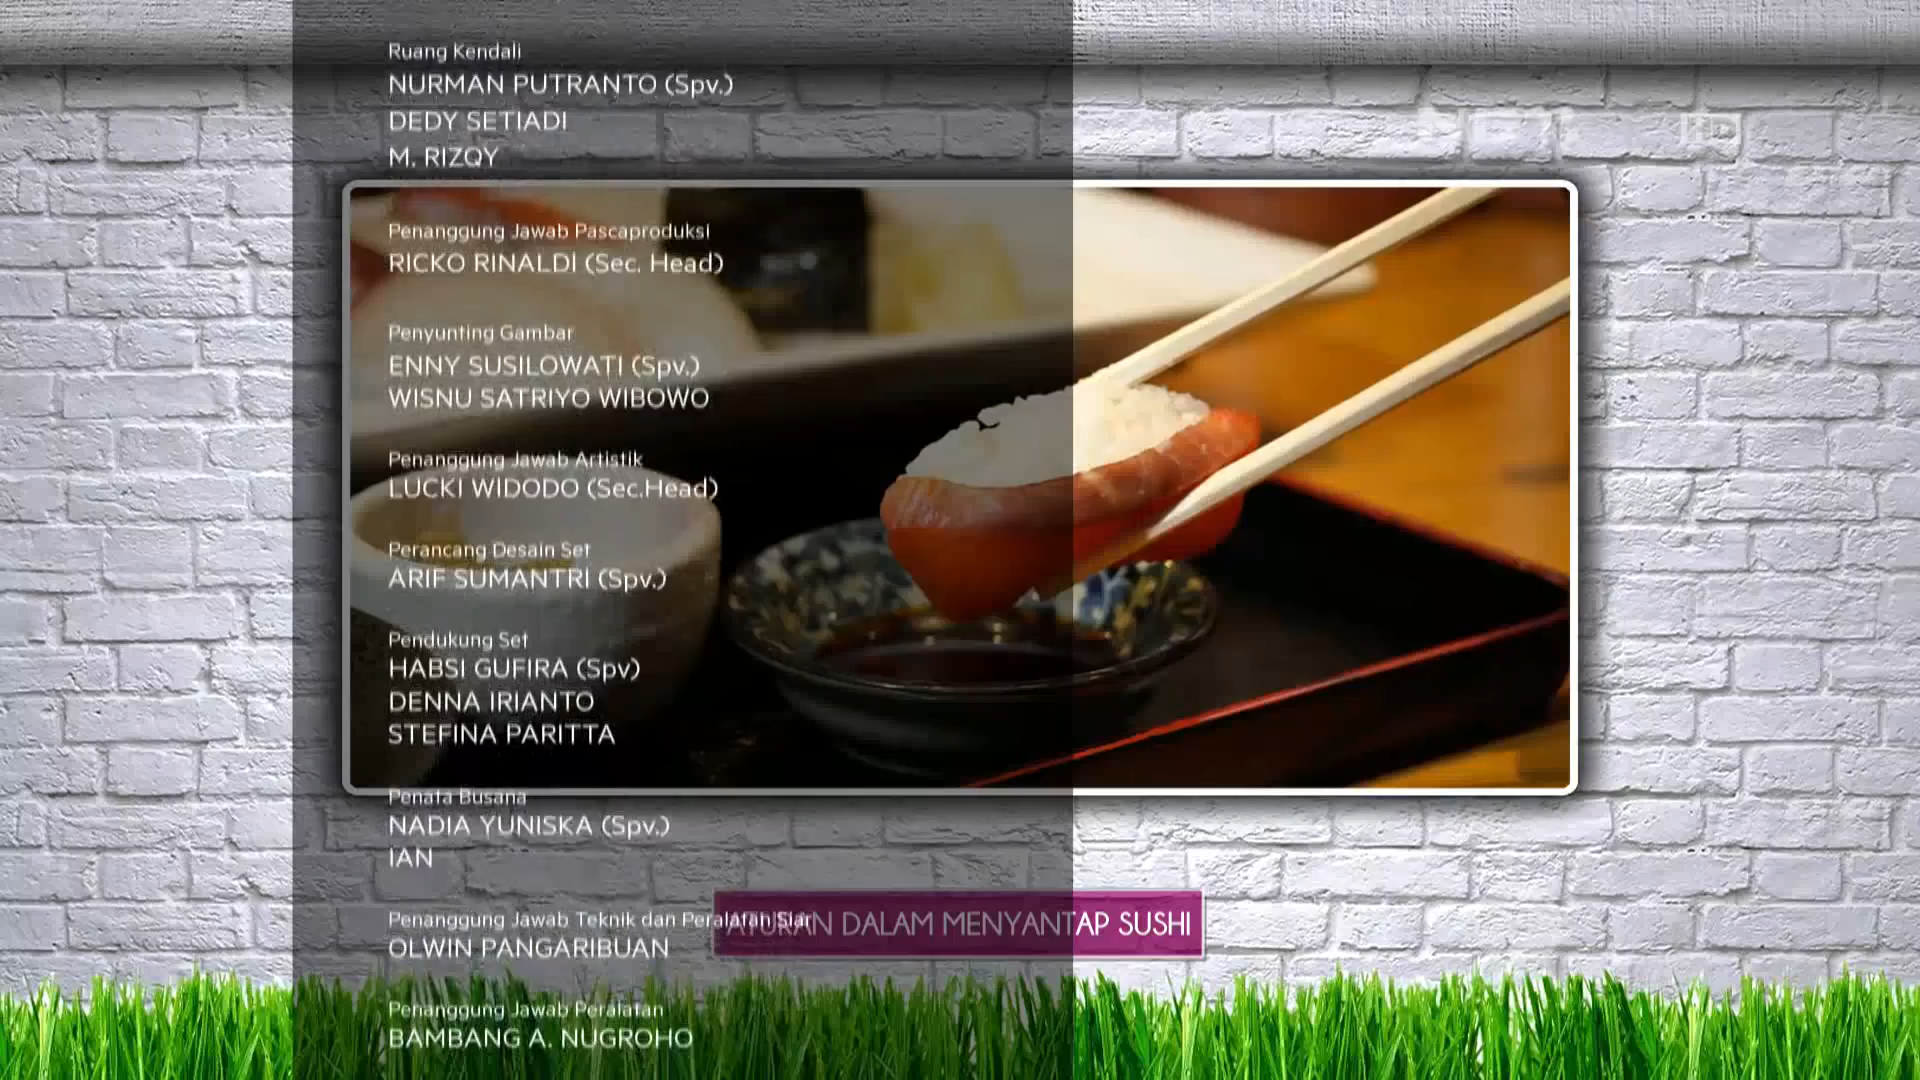 Ruang Kendali
NURMAN PUTRANTO (Spv.)
DEDY SETIADI
M. RIZQY
Penanggung Jawab Pascaproduksi
RICKO RINALDI (Sec. Head)
Penyunting Gambar
ENNY SUSILOWATI (Spv.)
WISNU SATRIYO WIBOWO
Penanggung Jawab Artistik
LUCKI WIDODO (Sec.Head)
Perancang Desain Set
ARIF SUMANTRI (Spv.)
Pendukung Set
HABSI GUFIRA (Spv)
DENNA IRIANTO
STEFINA PARITTA
Penata Busana
NADIA YUNISKA (Spv.)
IAN
Penanggung Jawab Teknik dan Peralatan Siar
OLWIN PANGARIBUAN
ATURAN DALAM MENYANTAP SUSHI
Penanggung Jawab Peralatan
BAMBANG A. NUGROHO